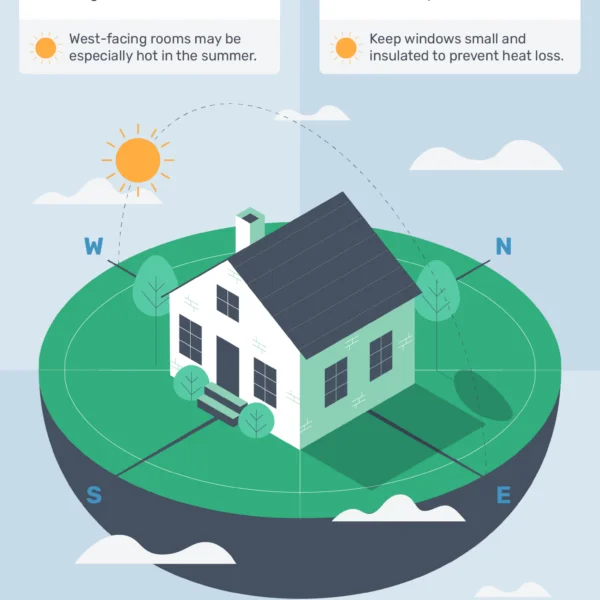 West-facing rooms may be
especially hot in the summer.
Keep windows small and
insulated to prevent heat loss.
W
N
S
E